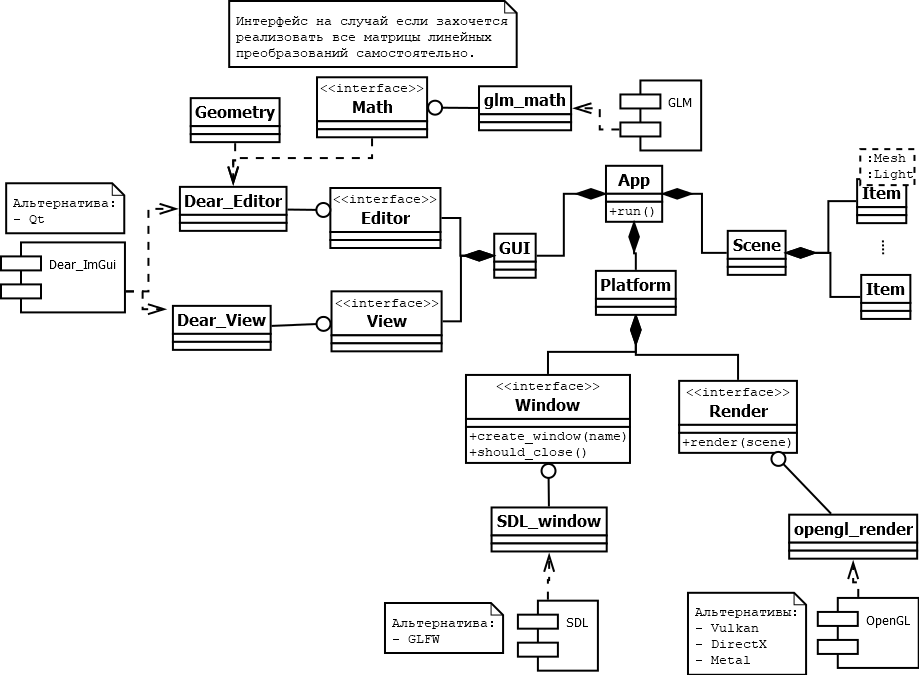 Интерфейс на случай если захочется
реализовать все матрицы линейных
преобразований самостоятельно.
<<interface>>
Math
glm_math
GLM
Geometry
:Mesh
:Light
Item
App
+run()
Альтернатива:
- Qt
Dear_Editor
<<interface>>
Editor
GUI
Scene
Dear_ImGui
Platform
Item
Dear_View
<<interface>>
View
<<interface>>
Window
+create_window(name)
+should_close()
<<interface>>
Render
+render(scene)
SDL_window
opengl_render
Альтернатива:
- GLFW
SDL
Альтернативы:
- Vulkan
- DirectX
- Metal
OpenGL